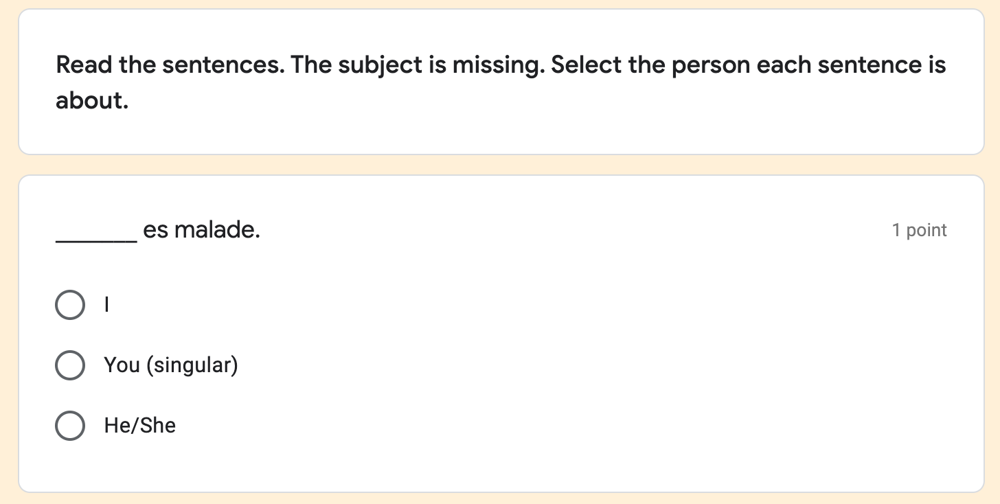 Read the sentences. The subject is missing. Select the person each sentence is
about.
_______ es malade.
1 point
I
You (singular)
He/She